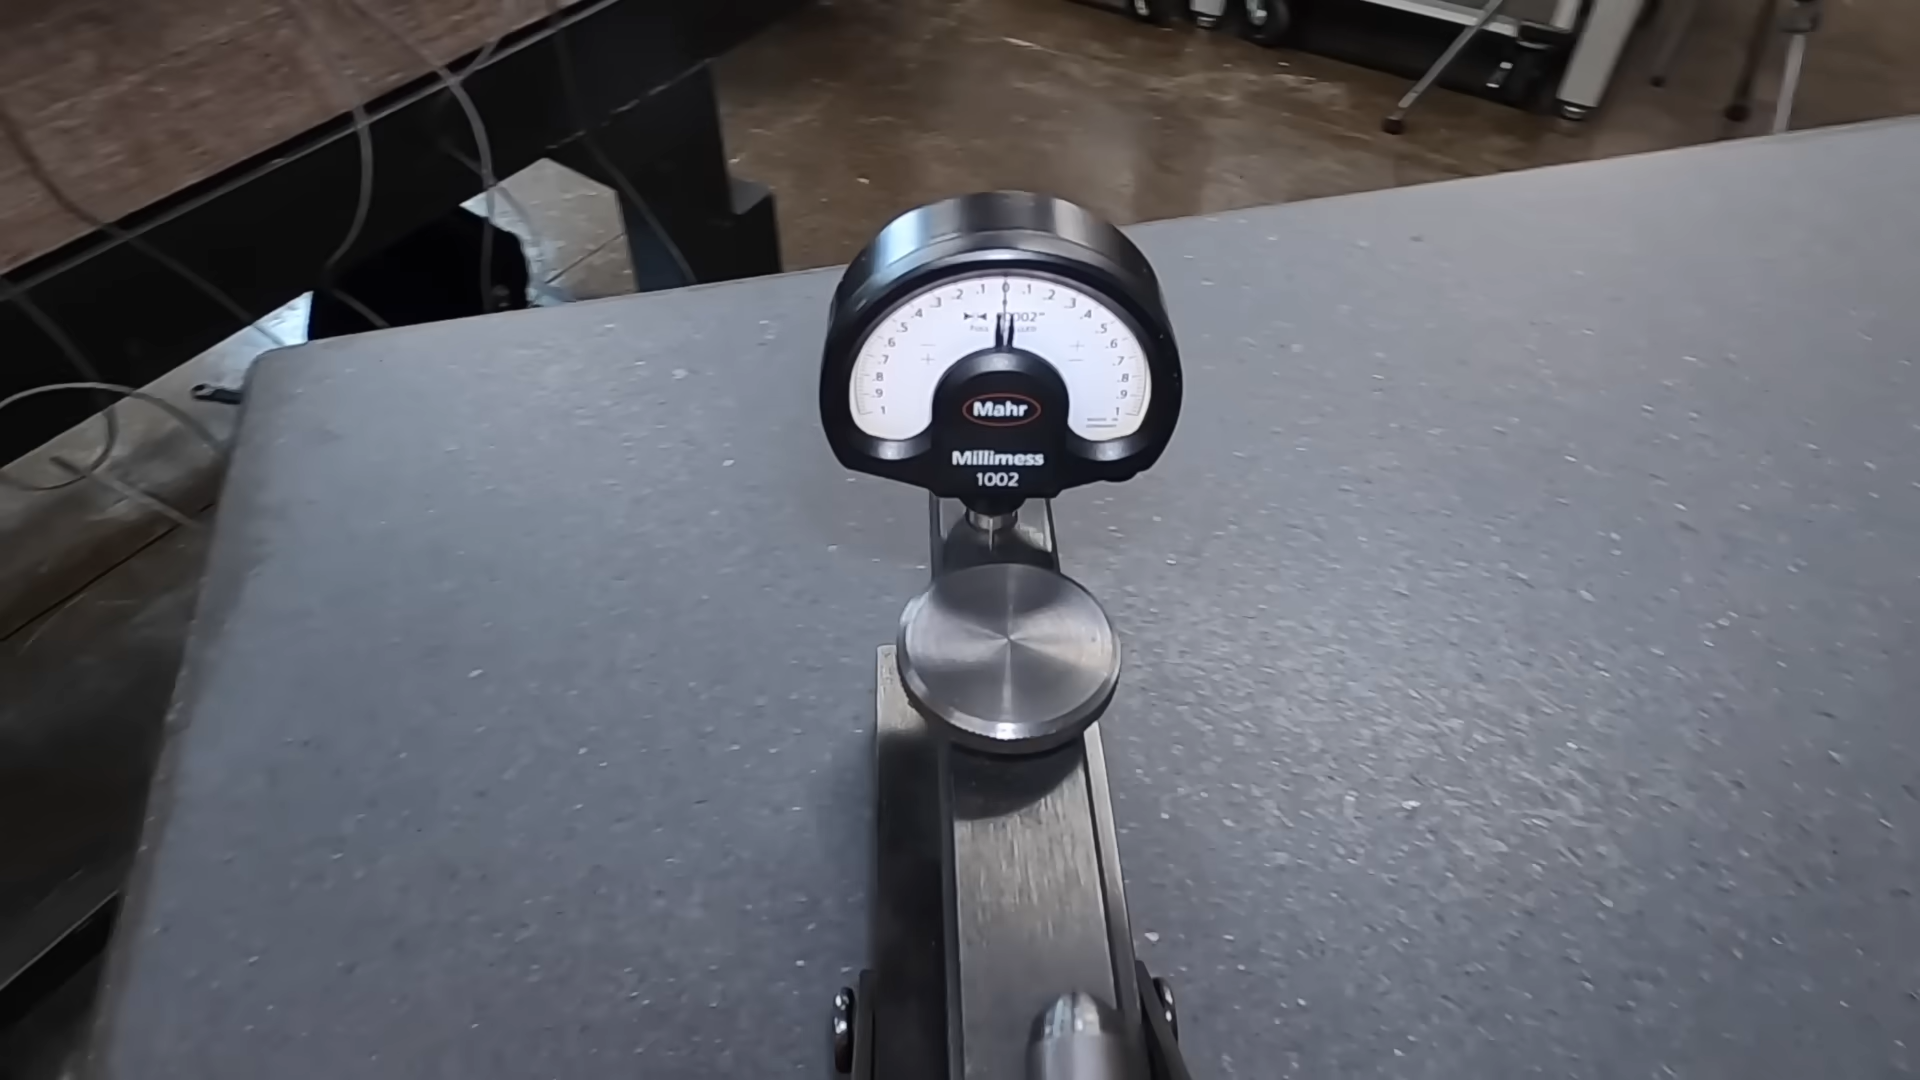 1 .9 .8 .7 .6 .5 .4 .3 .2 .1 0 .1 .2 .3 .4 .5 .6 .7 .8 .9 1
Mahr
Millimess
1002